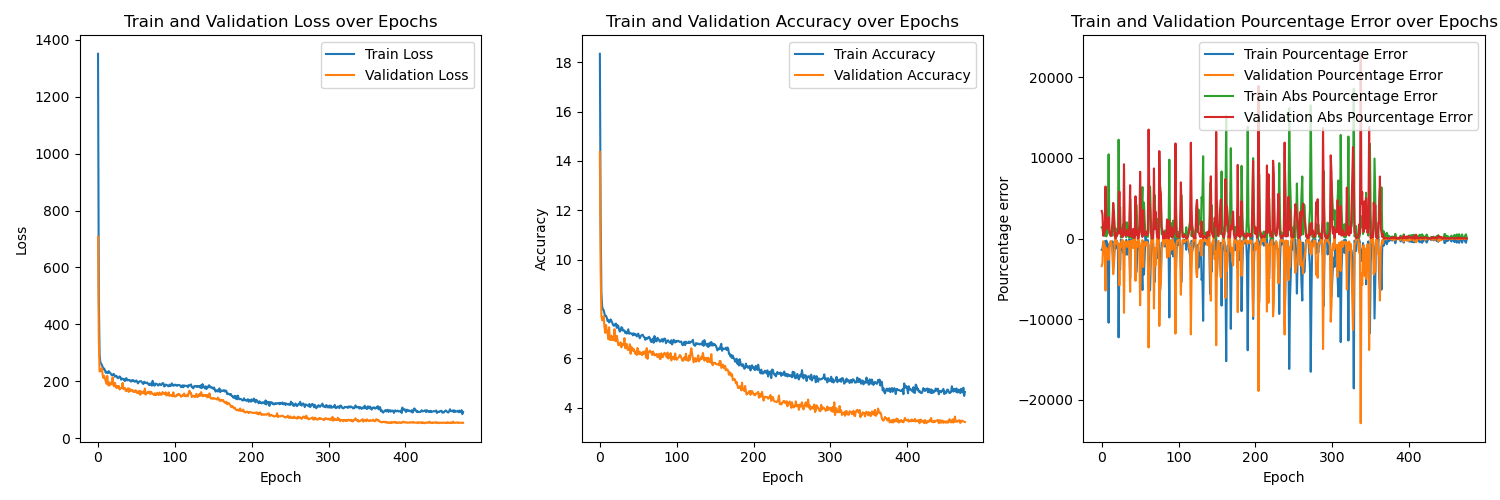 Train and Validation Loss over Epochs
1400
1200
1000
800
600
400
200
0
Loss
Train Loss
Validation Loss
0
100
200
300
400
Epoch
Train and Validation Accuracy over Epochs
18
16
14
12
10
8
6
4
Accuracy
Train Accuracy
Validation Accuracy
0
100
200
300
400
Epoch
Train and Validation Pourcentage Error over Epochs
20000
10000
0
−10000
−20000
Pourcentage error
Train Pourcentage Error
Validation Pourcentage Error
Train Abs Pourcentage Error
Validation Abs Pourcentage Error
0
100
200
300
400
Epoch